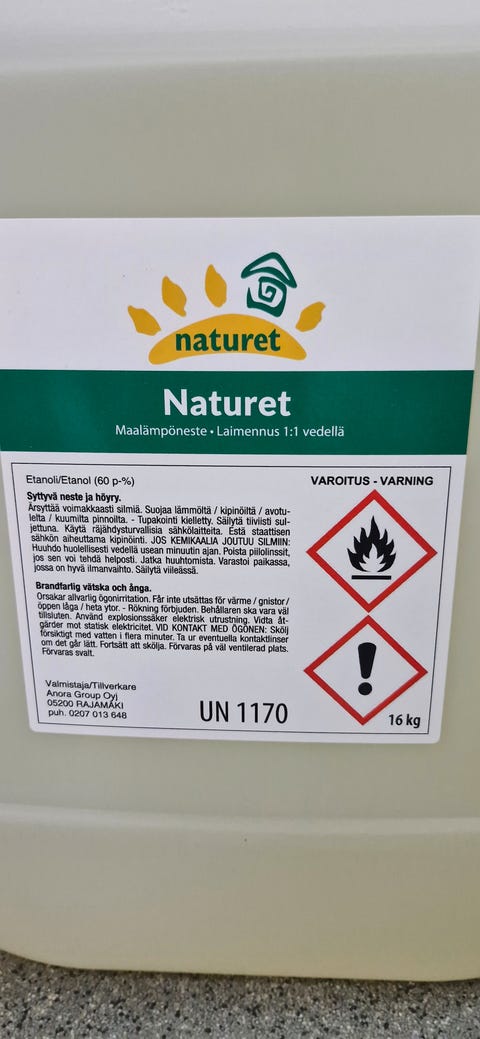 naturet
Naturet
Maalämpöneste • Laimennus 1:1 vedellä
Etanoli/Etanol (60 p-%)
VAROITUS - VARNING
Syttyvä neste ja höyry.
Ärsyttää voimakkaasti silmiä. Suojaa lämmöltä / kipinöiltä / avotu-
lelta / kuumilta pinnoilta. - Tupakointi kielletty. Säilytä tiiviisti sul-
jettuna. Käytä räjähdysturvallisia sähkölaitteita. Estä staattisen
sähkön aiheuttama kipinöinti. JOS KEMIKAALIA JOUTUU SILMIIN:
Huuhdo huolellisesti vedellä usean minuutin ajan. Poista piilolinssit,
jos sen voi tehdä helposti. Jatka huuhtomista. Varastoi paikassa,
jossa on hyvä ilmanvaihto. Säilytä viileässä.
Brandfarlig vätska och ånga.
Orsakar allvarlig ögonirritation. Får inte utsättas för värme / gnistor /
öppen låga / heta ytor. - Rökning förbjuden. Behållaren ska vara väl
tillsluten. Använd explosionssäker elektrisk utrustning. Vidta åt-
gärder mot statisk elektricitet. VID KONTAKT MED ÖGONEN: Skölj
försiktigt med vatten i flera minuter. Ta ur eventuella kontaktlinser
om det går lätt. Fortsätt att skölja. Förvaras på väl ventilerad plats.
Förvaras svalt.
Valmistaja/Tillverkare
Anora Group Oyj
05200 RAJAMÄKI
puh. 0207 013 648
UN 1170
16 kg